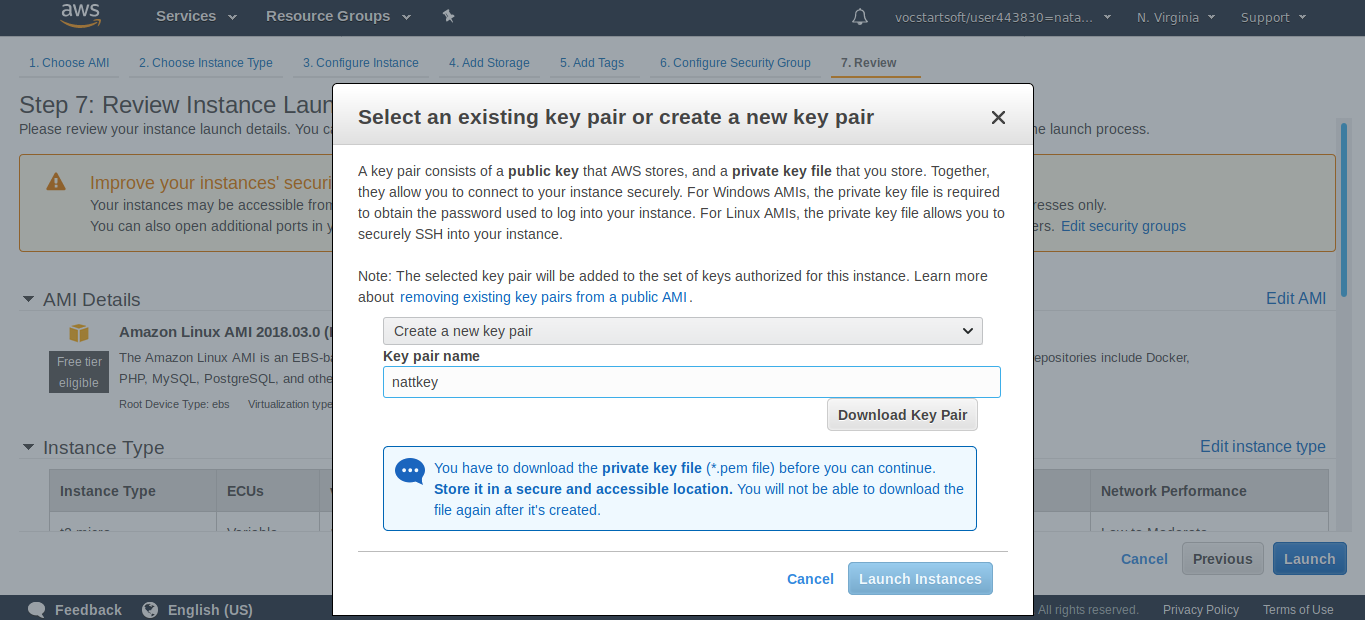 aws
Services
Resource Groups
vocstartsoft/user443830=nata...
N. Virginia
Support
1. Choose AMI
2. Choose Instance Type
3. Configure Instance
4. Add Storage
5. Add Tags
6. Configure Security Group
7. Review
Step 7: Review Instance Laun
Please review your instance launch details. You ca
e launch process.
Improve your instances' securi
Your instances may be accessible from
resses only.
You can also open additional ports in y
ers. Edit security groups
AMI Details
Edit AMI
Amazon Linux AMI 2018.03.0 (
Free tier
eligible
The Amazon Linux AMI is an EBS-ba
epositories include Docker,
PHP, MySQL, PostgreSQL, and othe
Root Device Type: ebs
Virtualization type
Instance Type
Edit instance type
Instance Type
ECUs
Network Performance
t2.micro
Variable
Low to Moderate
Select an existing key pair or create a new key pair
A key pair consists of a public key that AWS stores, and a private key file that you store. Together,
they allow you to connect to your instance securely. For Windows AMIs, the private key file is required
to obtain the password used to log into your instance. For Linux AMIs, the private key file allows you to
securely SSH into your instance.
Note: The selected key pair will be added to the set of keys authorized for this instance. Learn more
about removing existing key pairs from a public AMI .
Create a new key pair
Key pair name
nattkey
Download Key Pair
You have to download the private key file (*.pem file) before you can continue.
Store it in a secure and accessible location. You will not be able to download the
file again after it's created.
Cancel
Launch Instances
Cancel
Previous
Launch
Feedback
English (US)
All rights reserved.
Privacy Policy
Terms of Use